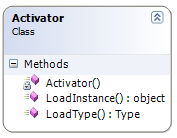 Activator
Class
Methods
Activator()
LoadInstance() : object
LoadType() : Type